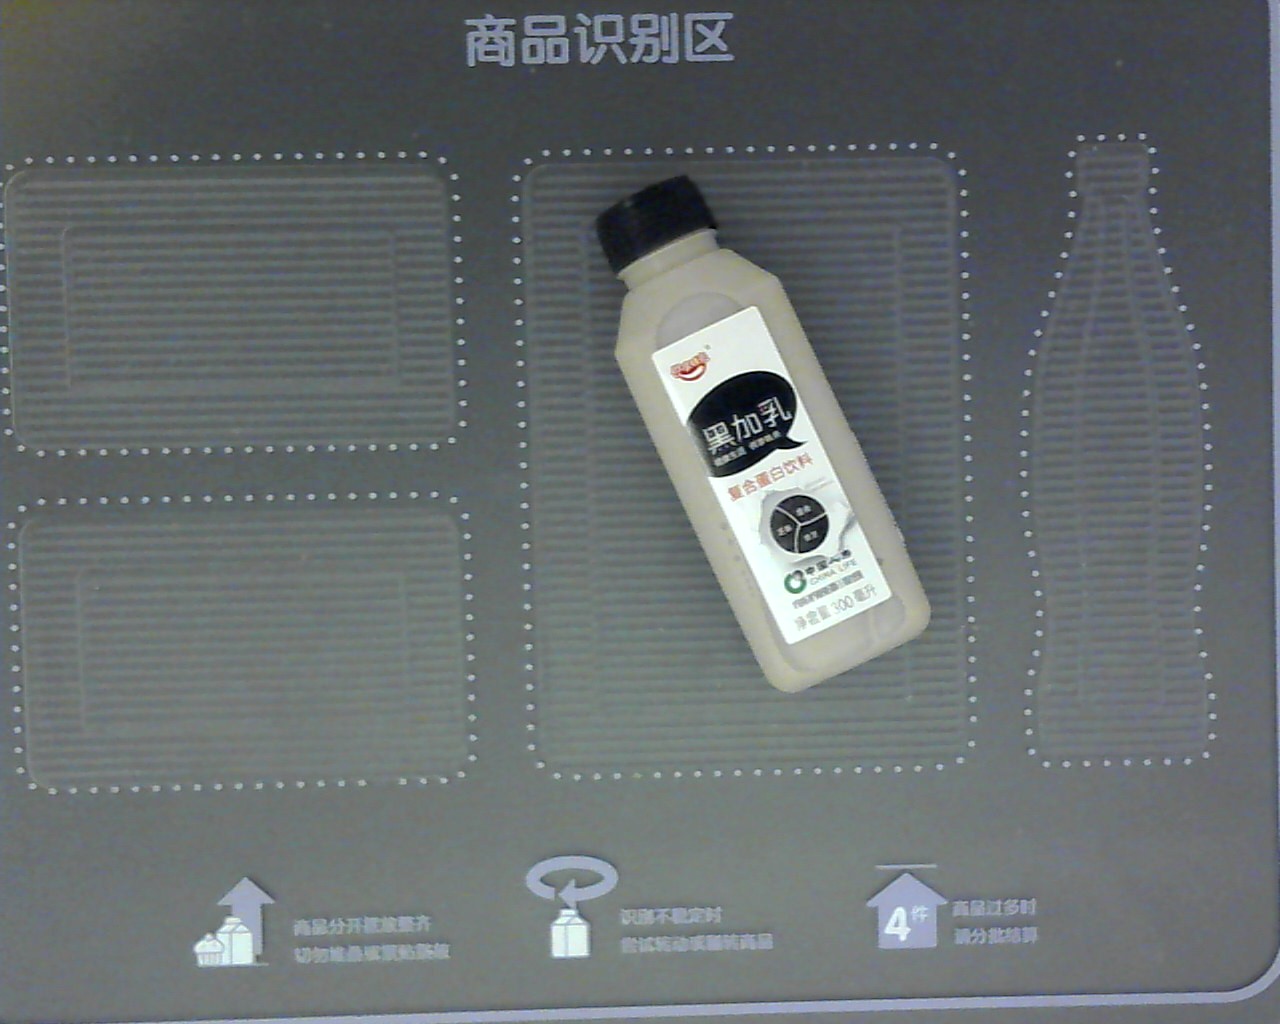 商品识别区
黑加乳
复合蛋白饮料
CHINA LIFE
净含量300毫升
商品分开摆放整齐
切勿堆叠或紧贴摆放
识别不稳定时
尝试转动或翻转商品
4件
商品过多时
请分批结算